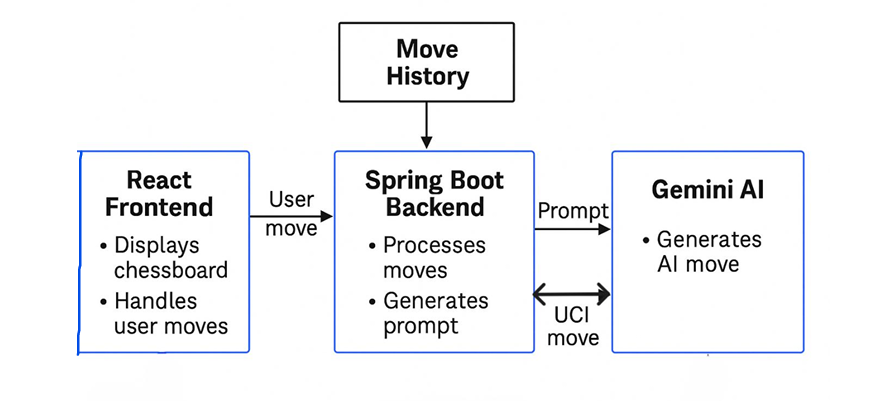 Move
History
React
Frontend
• Displays
chessboard
• Handles
user moves
User
move
Spring Boot
Backend
• Processes
moves
• Generates
prompt
Prompt
UCI
move
Gemini AI
• Generates
AI move